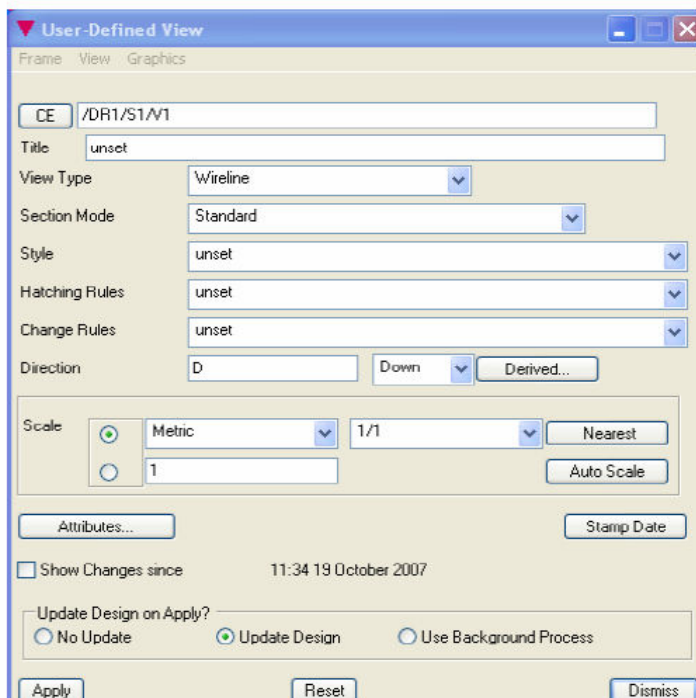 User-Defined View
Frame View Graphics
CE /DR1/S1/V1
Title unset
View Type Wireline
Section Mode Standard
Style unset
Hatching Rules unset
Change Rules unset
Direction D Down Derived...
Scale Metric 1/1 Nearest
1 Auto Scale
Attributes... Stamp Date
Show Changes since 11:34 19 October 2007
Update Design on Apply?
No Update Update Design Use Background Process
Apply Reset Dismiss